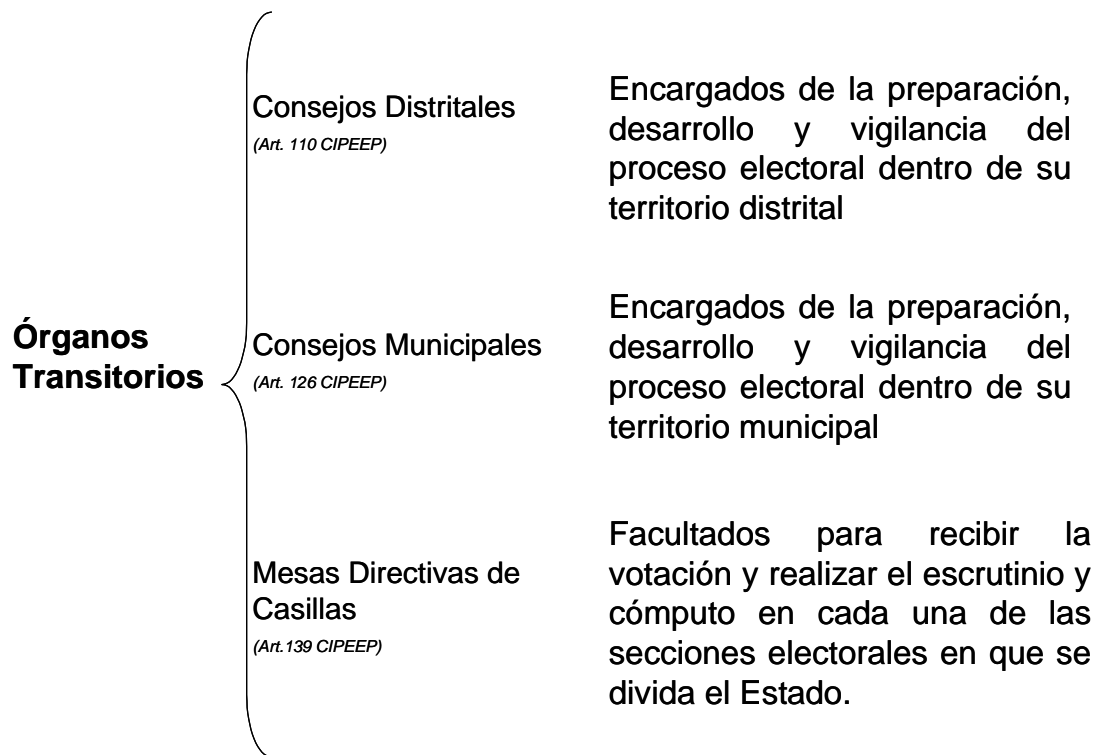 Órganos
Transitorios
Consejos Distritales
(Art. 110 CIPEEP)
Encargados de la preparación,
desarrollo y vigilancia del
proceso electoral dentro de su
territorio distrital
Consejos Municipales
(Art. 126 CIPEEP)
Encargados de la preparación,
desarrollo y vigilancia del
proceso electoral dentro de su
territorio municipal
Mesas Directivas de
Casillas
(Art.139 CIPEEP)
Facultados para recibir la
votación y realizar el escrutinio y
cómputo en cada una de las
secciones electorales en que se
divida el Estado.